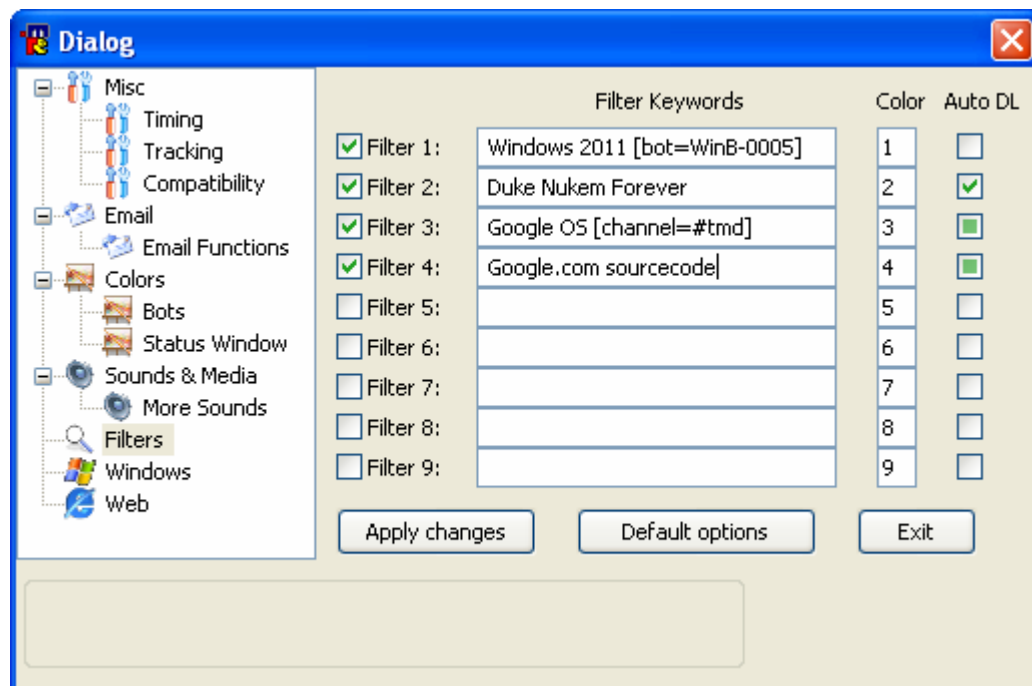 Dialog
Misc
Timing
Tracking
Compatibility
Email
Email Functions
Colors
Bots
Status Window
Sounds & Media
More Sounds
Filters
Windows
Web
Filter Keywords Color Auto DL
Filter 1: Windows 2011 [bot=WinB-0005] 1
Filter 2: Duke Nukem Forever 2
Filter 3: Google OS [channel=#tmd] 3
Filter 4: Google.com sourcecode 4
Filter 5: 5
Filter 6: 6
Filter 7: 7
Filter 8: 8
Filter 9: 9
Apply changes Default options Exit